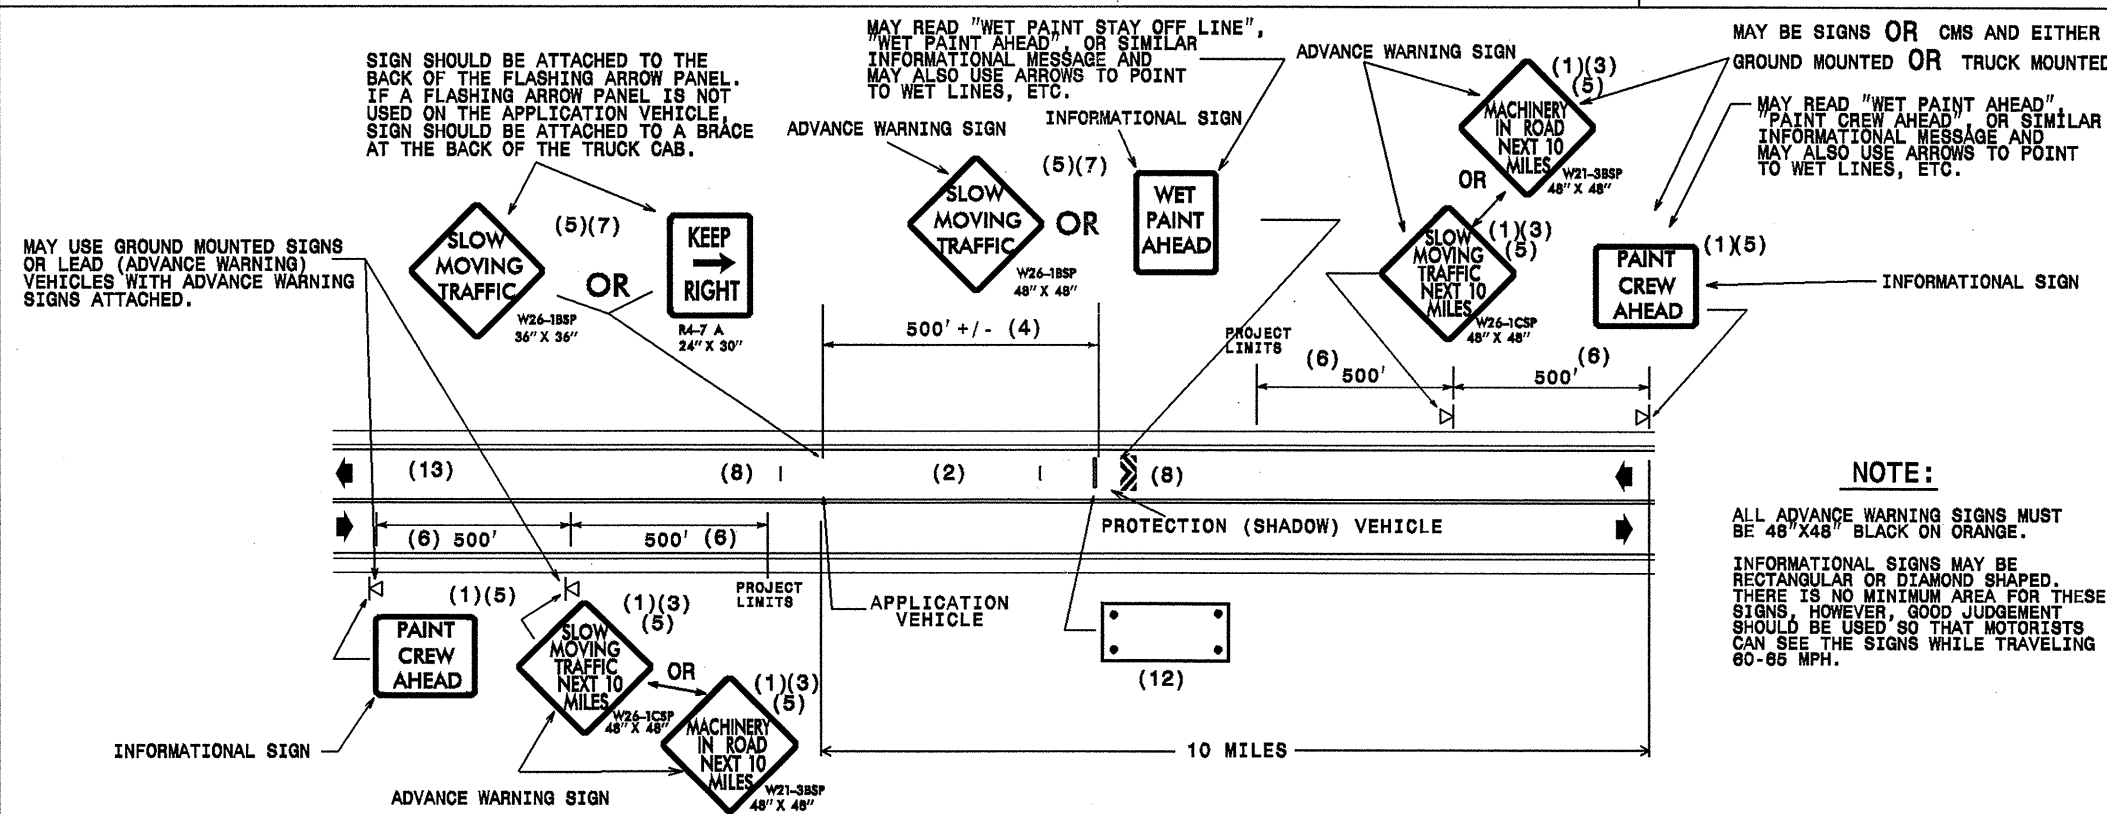 SIGN SHOULD BE ATTACHED TO THE
BACK OF THE FLASHING ARROW PANEL.
IF A FLASHING ARROW PANEL IS NOT
USED ON THE APPLICATION VEHICLE,
SIGN SHOULD BE ATTACHED TO A BRACE
AT THE BACK OF THE TRUCK CAB.
MAY READ "WET PAINT STAY OFF LINE",
"WET PAINT AHEAD", OR SIMILAR
INFORMATIONAL MESSAGE AND
MAY ALSO USE ARROWS TO POINT
TO WET LINES, ETC.
ADVANCE WARNING SIGN
MAY BE SIGNS OR CMS AND EITHER
GROUND MOUNTED OR TRUCK MOUNTED
MAY READ "WET PAINT AHEAD",
"PAINT CREW AHEAD", OR SIMILAR
INFORMATIONAL MESSAGE AND
MAY ALSO USE ARROWS TO POINT
TO WET LINES, ETC.
(1)(3)
(5)
MACHINERY
IN ROAD
NEXT 10
MILES
W21-3BSP
48" X 48"
OR
ADVANCE WARNING SIGN
INFORMATIONAL SIGN
(5)(7)
SLOW
MOVING
TRAFFIC
W26-1BSP
48" X 48"
OR
WET
PAINT
AHEAD
(1)(3)
(5)
SLOW
MOVING
TRAFFIC
NEXT 10
MILES
W26-1CSP
48" X 48"
(1)(5)
PAINT
CREW
AHEAD
INFORMATIONAL SIGN
MAY USE GROUND MOUNTED SIGNS
OR LEAD (ADVANCE WARNING)
VEHICLES WITH ADVANCE WARNING
SIGNS ATTACHED.
(5)(7)
SLOW
MOVING
TRAFFIC
W26-1BSP
36" X 36"
OR
KEEP
RIGHT
R4-7 A
24" X 30"
500' +/- (4)
PROJECT
LIMITS
(6)
500'
(6)
500'
(13)
(8)
(2)
(8)
(6) 500'
500' (6)
PROTECTION (SHADOW) VEHICLE
PROJECT
LIMITS
APPLICATION
VEHICLE
(12)
(1)(5)
PAINT
CREW
AHEAD
INFORMATIONAL SIGN
(1)(3)
(5)
SLOW
MOVING
TRAFFIC
NEXT 10
MILES
W26-1CSP
48" X 48"
OR
(1)(3)
(5)
MACHINERY
IN ROAD
NEXT 10
MILES
W21-3BSP
48" X 48"
ADVANCE WARNING SIGN
10 MILES
NOTE:
ALL ADVANCE WARNING SIGNS MUST
BE 48"X48" BLACK ON ORANGE.
INFORMATIONAL SIGNS MAY BE
RECTANGULAR OR DIAMOND SHAPED.
THERE IS NO MINIMUM AREA FOR THESE
SIGNS, HOWEVER, GOOD JUDGEMENT
SHOULD BE USED SO THAT MOTORISTS
CAN SEE THE SIGNS WHILE TRAVELING
60-65 MPH.